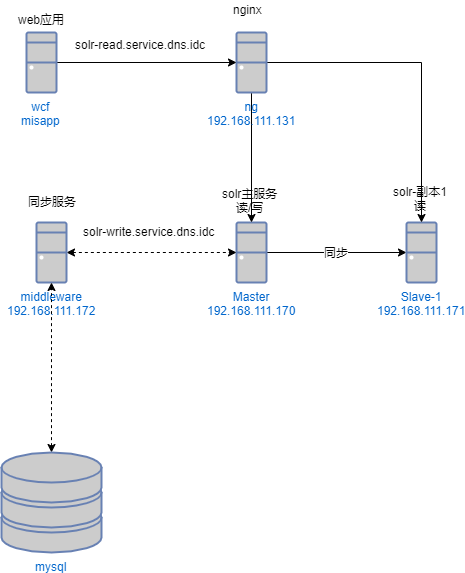 web应用
nginx
solr-read.service.dns.idc
wcf
misapp
ng
192.168.111.131
同步服务
solr主服务
读/写
solr-副本1
读
solr-write.service.dns.idc
同步
middleware
192.168.111.172
Master
192.168.111.170
Slave-1
192.168.111.171
mysql